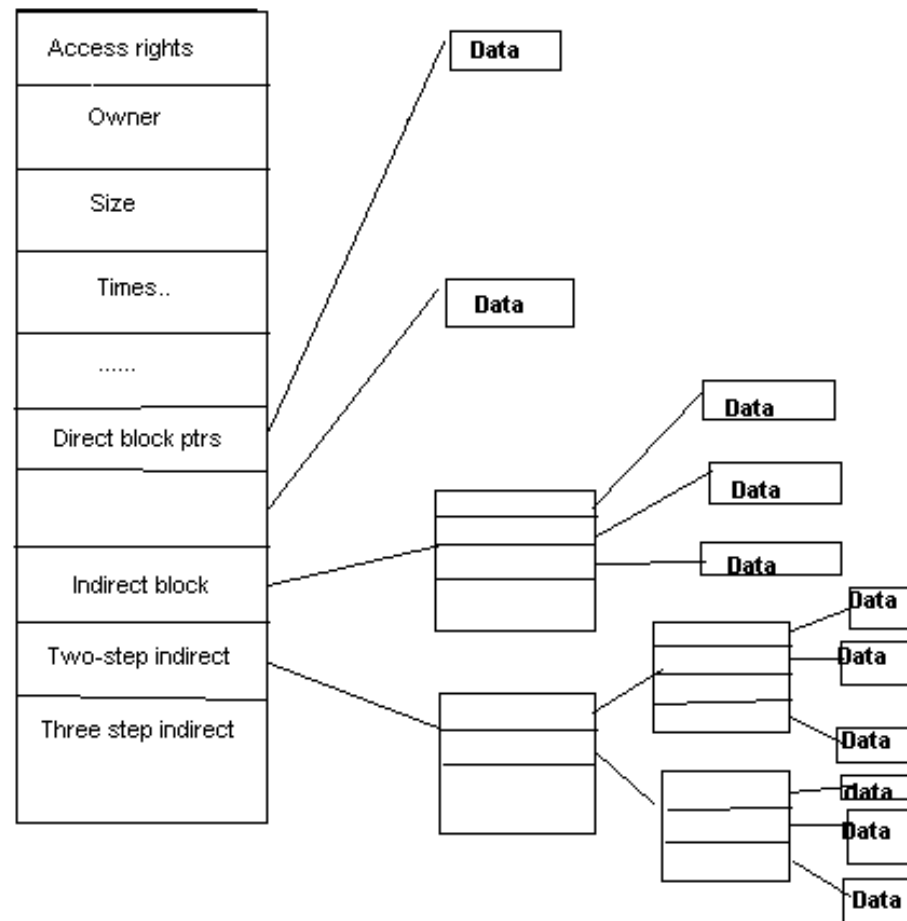 Access rights
Owner
Size
Times..
......
Direct block ptrs
Indirect block
Two-step indirect
Three step indirect
Data
Data
Data
Data
Data
Data
Data
Data
data
Data
Data